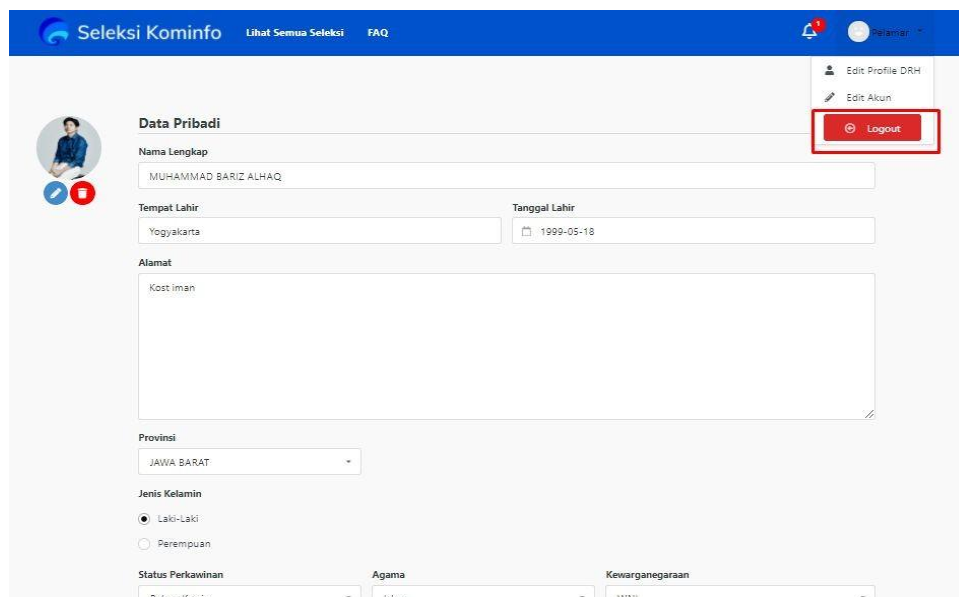 Seleksi Kominfo Lihat Semua Seleksi FAQ 1 Pelamar
Edit Profile DRH
Edit Akun
Logout
Data Pribadi
Nama Lengkap
MUHAMMAD BARIZ ALHAQ
Tempat Lahir Tanggal Lahir
Yogyakarta 1999-05-18
Alamat
Kost iman
Provinsi
JAWA BARAT
Jenis Kelamin
Laki-Laki
Perempuan
Status Perkawinan Agama Kewarganegaraan